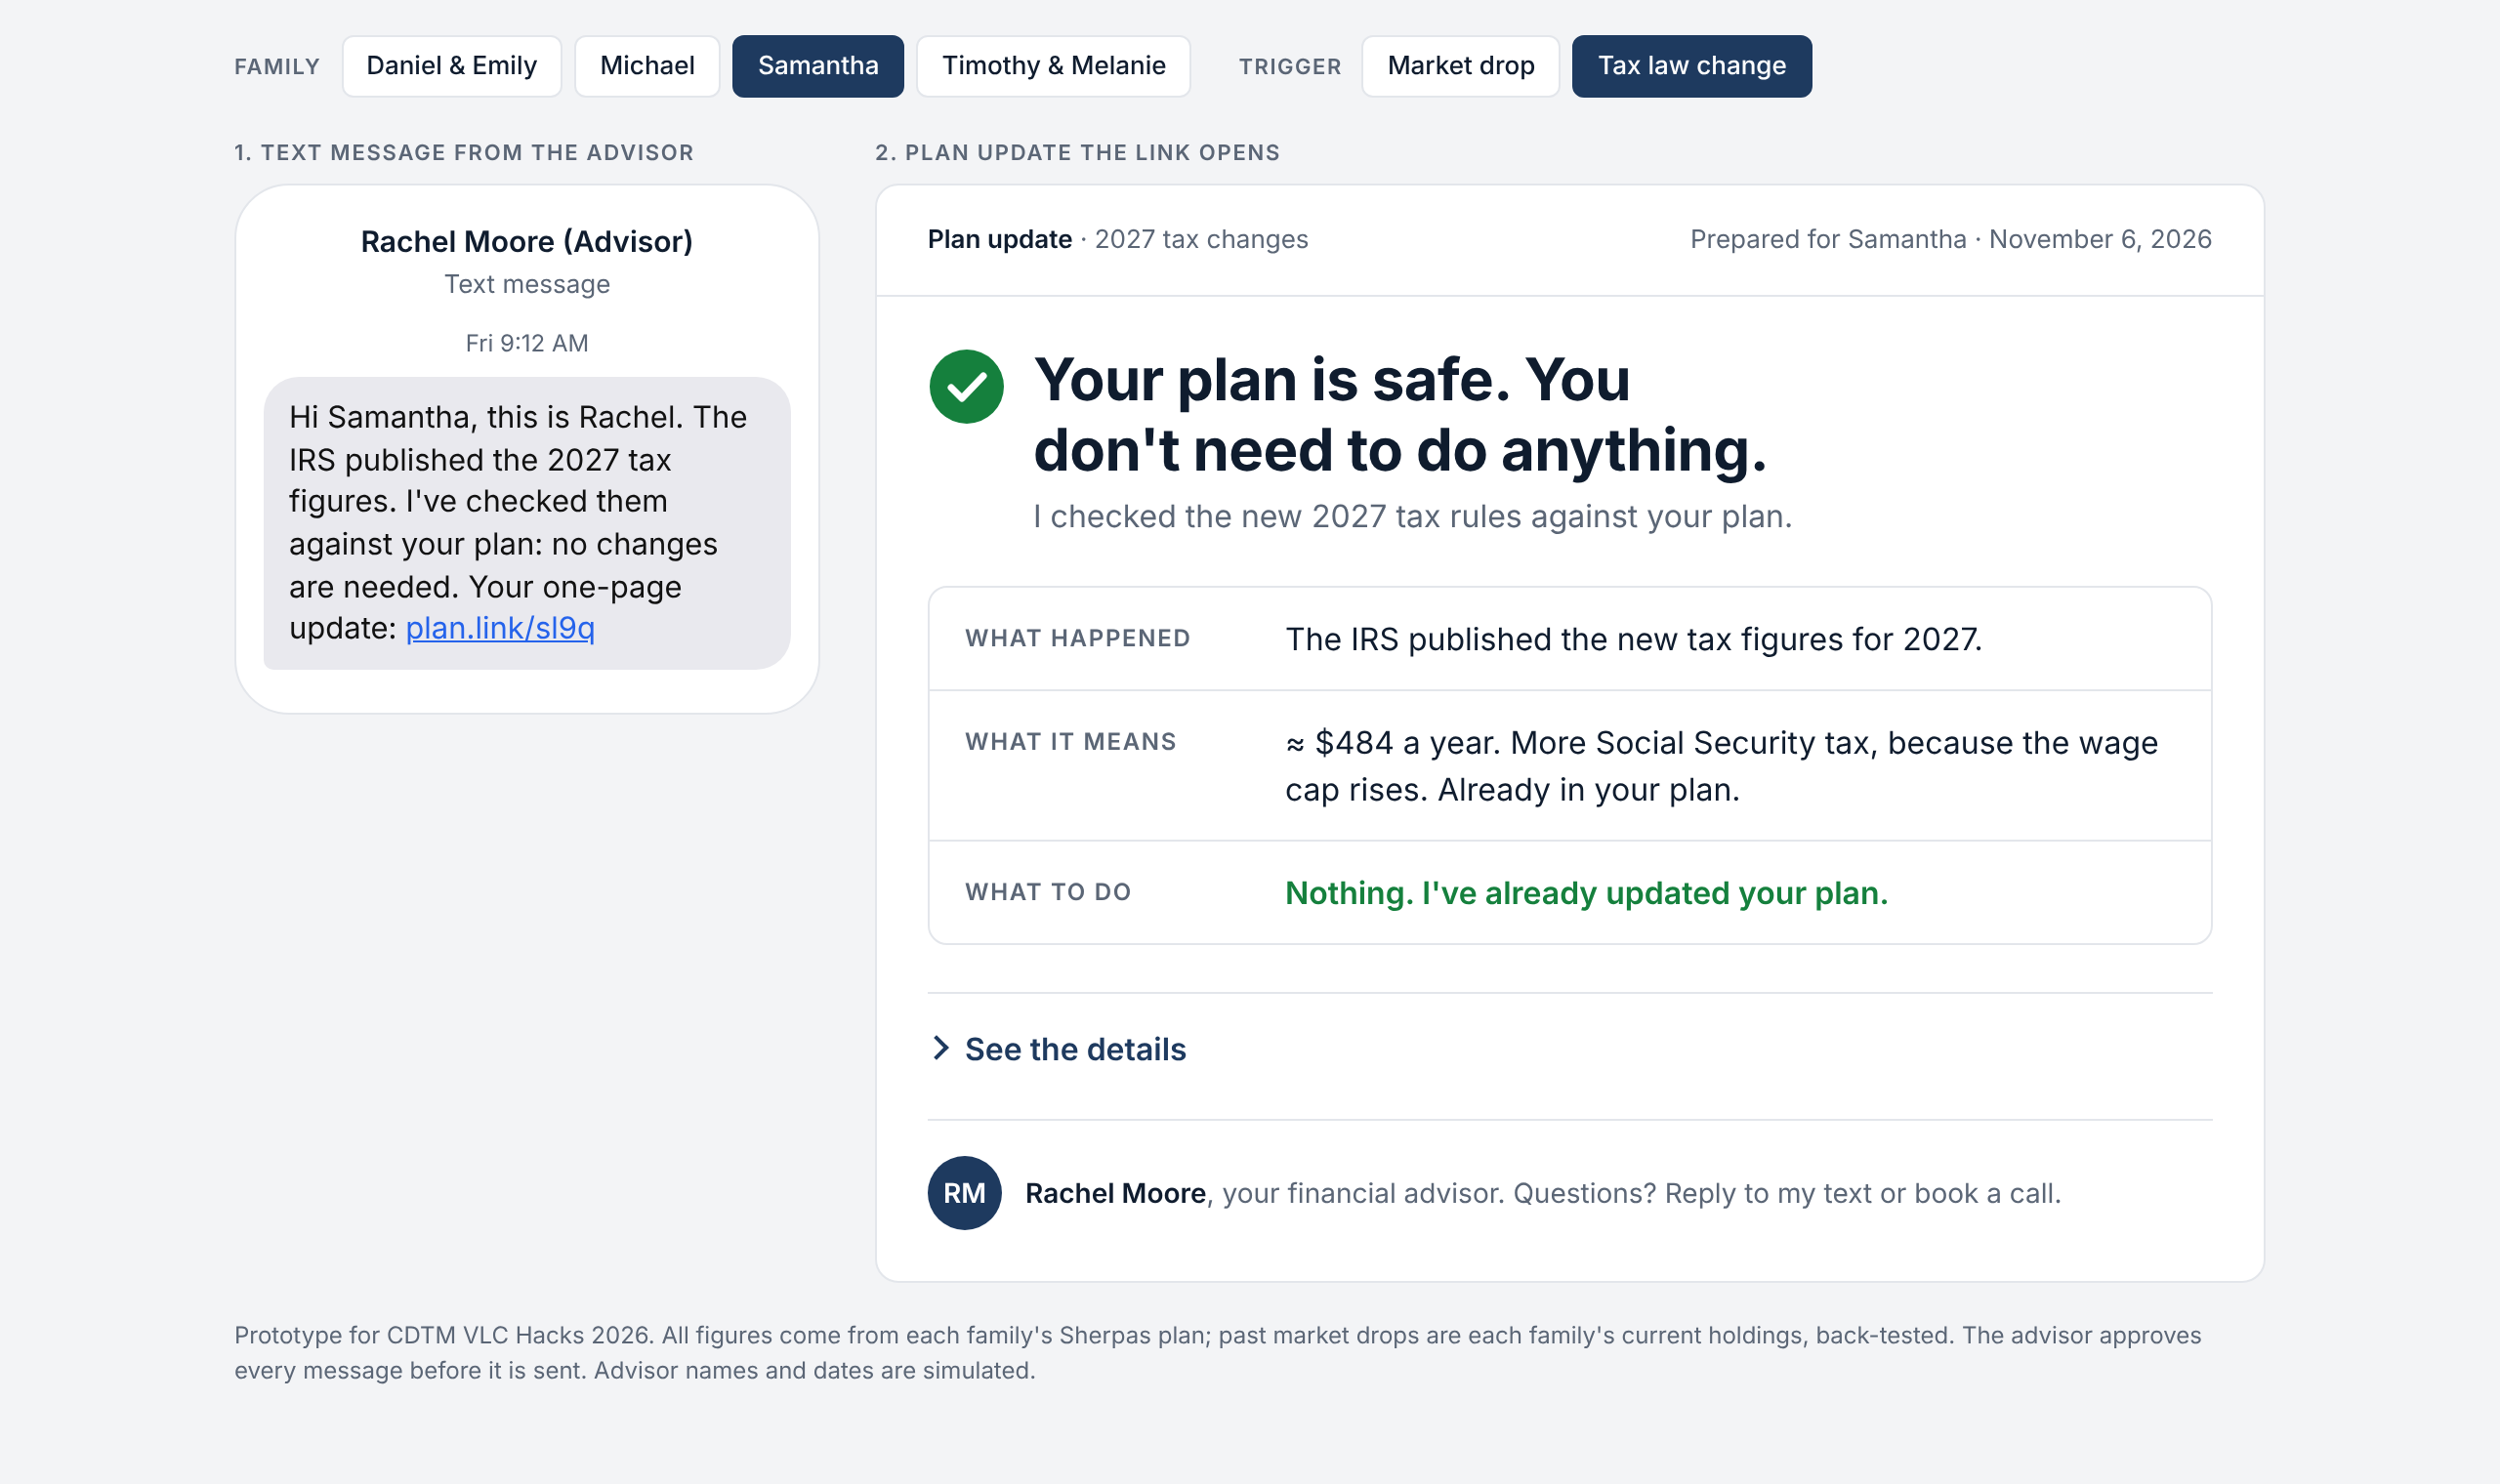 FAMILY Daniel & Emily Michael Samantha Timothy & Melanie TRIGGER Market drop Tax law change
1. TEXT MESSAGE FROM THE ADVISOR
Rachel Moore (Advisor)
Text message
Fri 9:12 AM
Hi Samantha, this is Rachel. The
IRS published the 2027 tax
figures. I've checked them
against your plan: no changes
are needed. Your one-page
update: plan.link/sl9q
2. PLAN UPDATE THE LINK OPENS
Plan update · 2027 tax changes
Prepared for Samantha · November 6, 2026
Your plan is safe. You
don't need to do anything.
I checked the new 2027 tax rules against your plan.
WHAT HAPPENED The IRS published the new tax figures for 2027.
WHAT IT MEANS ≈ $484 a year. More Social Security tax, because the wage
cap rises. Already in your plan.
WHAT TO DO Nothing. I've already updated your plan.
See the details
RM Rachel Moore, your financial advisor. Questions? Reply to my text or book a call.
Prototype for CDTM VLC Hacks 2026. All figures come from each family's Sherpas plan; past market drops are each family's current holdings, back-tested. The advisor approves
every message before it is sent. Advisor names and dates are simulated.